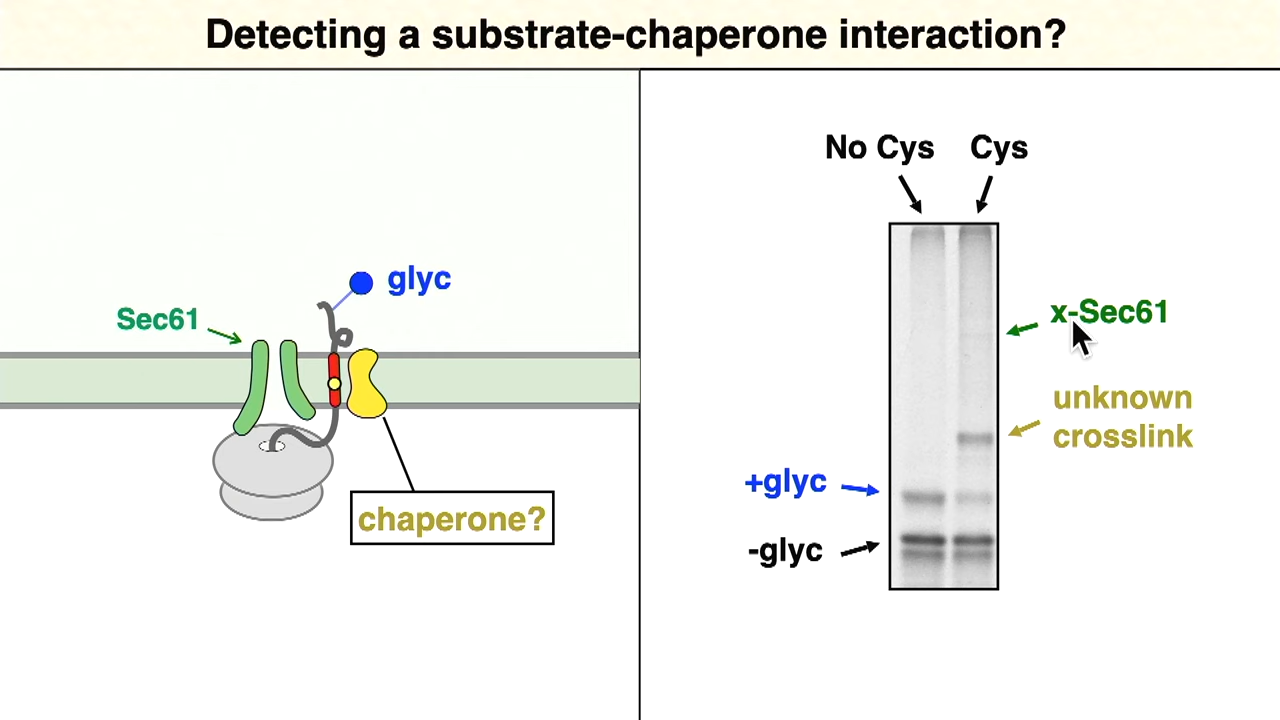 Detecting a substrate-chaperone interaction?
Sec61
glyc
chaperone?
No Cys
Cys
x-Sec61
unknown
crosslink
+glyc
-glyc